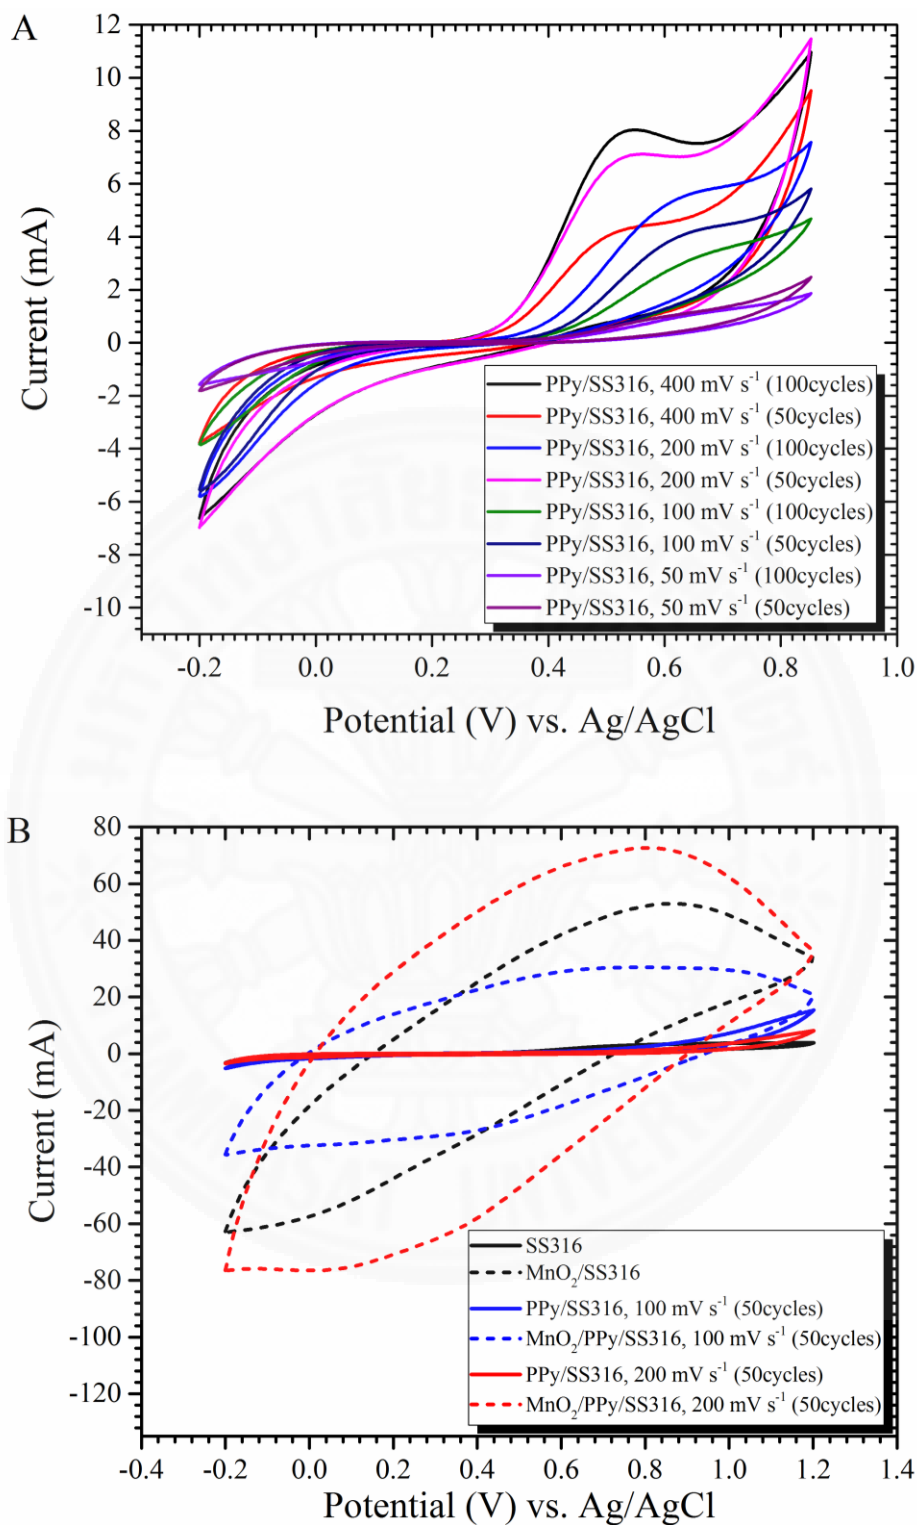 A
12
10
8
6
4
2
0
-2
-4
-6
-8
-10
Current (mA)
PPy/SS316, 400 mV s⁻¹ (100cycles)
PPy/SS316, 400 mV s⁻¹ (50cycles)
PPy/SS316, 200 mV s⁻¹ (100cycles)
PPy/SS316, 200 mV s⁻¹ (50cycles)
PPy/SS316, 100 mV s⁻¹ (100cycles)
PPy/SS316, 100 mV s⁻¹ (50cycles)
PPy/SS316, 50 mV s⁻¹ (100cycles)
PPy/SS316, 50 mV s⁻¹ (50cycles)
-0.2 0.0 0.2 0.4 0.6 0.8 1.0
Potential (V) vs. Ag/AgCl
B
80
60
40
20
0
-20
-40
-60
-80
-100
-120
Current (mA)
SS316
MnO₂/SS316
PPy/SS316, 100 mV s⁻¹ (50cycles)
MnO₂/PPy/SS316, 100 mV s⁻¹ (50cycles)
PPy/SS316, 200 mV s⁻¹ (50cycles)
MnO₂/PPy/SS316, 200 mV s⁻¹ (50cycles)
-0.4 -0.2 0.0 0.2 0.4 0.6 0.8 1.0 1.2 1.4
Potential (V) vs. Ag/AgCl